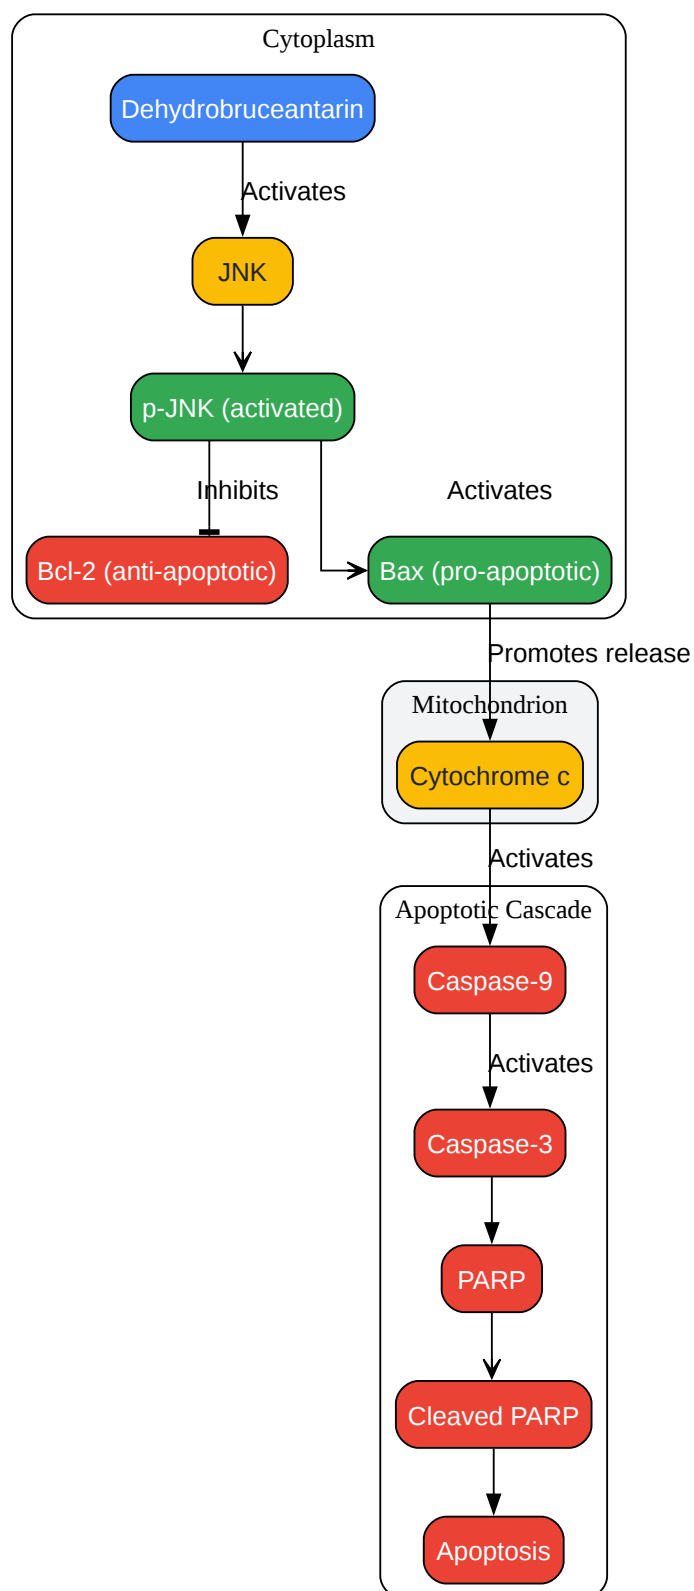 Cytoplasm
Dehydrobruceantarin
Activates
JNK
p-JNK (activated)
Inhibits
Activates
Bcl-2 (anti-apoptotic)
Bax (pro-apoptotic)
Promotes release
Mitochondrion
Cytochrome c
Activates
Apoptotic Cascade
Caspase-9
Activates
Caspase-3
PARP
Cleaved PARP
Apoptosis